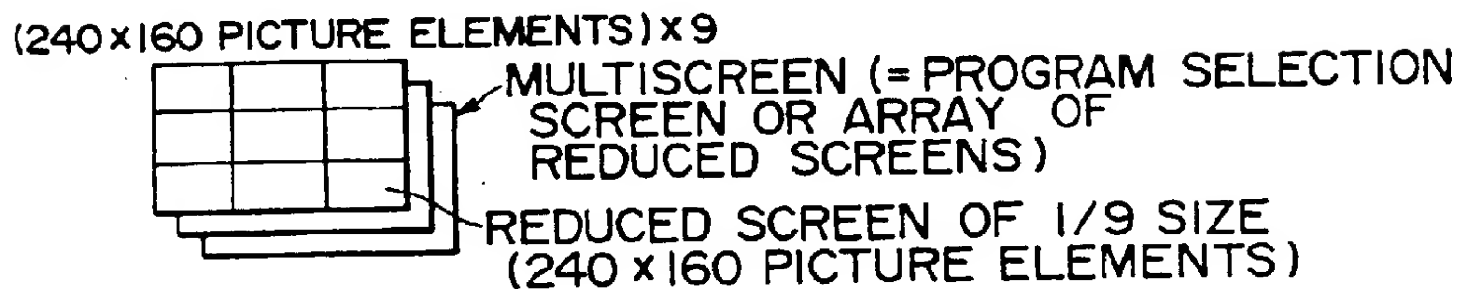 (240×160 PICTURE ELEMENTS)×9
MULTISCREEN (=PROGRAM SELECTION
SCREEN OR ARRAY OF
REDUCED SCREENS)
REDUCED SCREEN OF 1/9 SIZE
(240×160 PICTURE ELEMENTS)